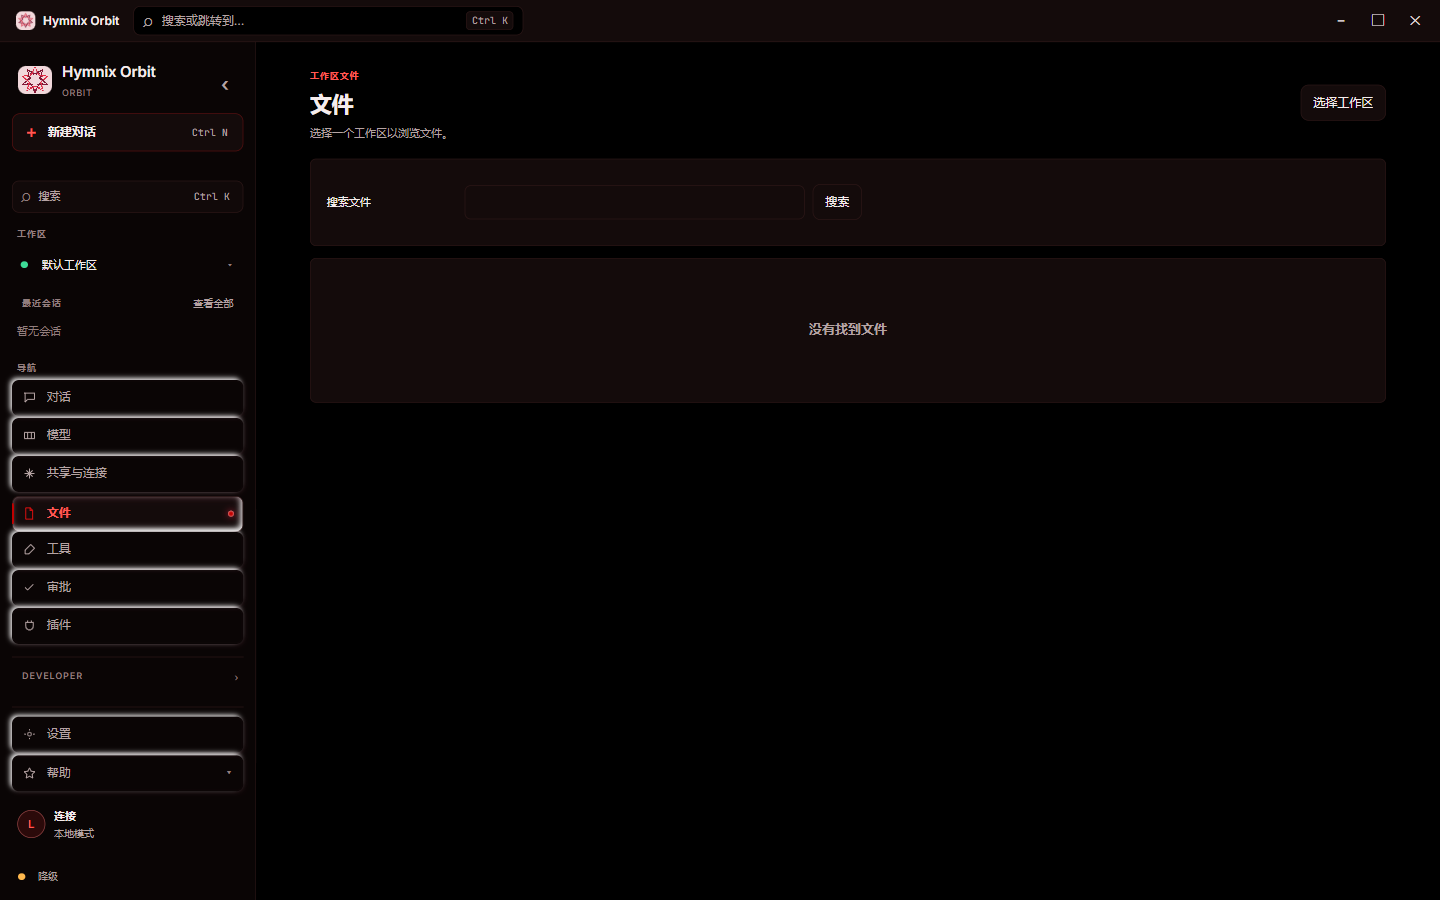 Hymnix Orbit
搜索或跳转到...
Ctrl K
Hymnix Orbit
ORBIT
新建对话
Ctrl N
搜索
Ctrl K
工作区
默认工作区
最近会话
查看全部
暂无会话
导航
对话
模型
共享与连接
文件
工具
审批
插件
DEVELOPER
设置
帮助
L
连接
本地模式
降级
工作区文件
文件
选择一个工作区以浏览文件。
选择工作区
搜索文件
搜索
没有找到文件